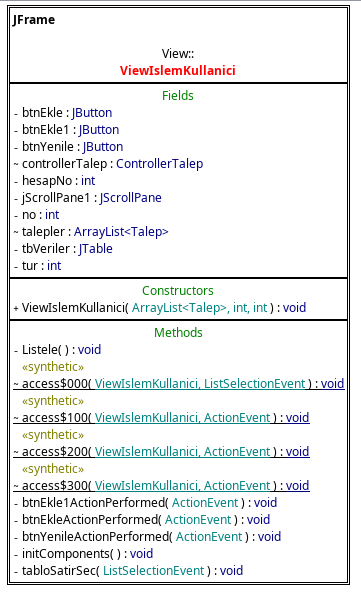 JFrame
View::
ViewIslemKullanici
Fields
- btnEkle : JButton
- btnEkle1 : JButton
- btnYenile : JButton
~ controllerTalep : ControllerTalep
- hesapNo : int
- jScrollPane1 : JScrollPane
- no : int
~ talepler : ArrayList<Talep>
- tbVeriler : JTable
- tur : int
Constructors
+ ViewIslemKullanici( ArrayList<Talep>, int, int ) : void
Methods
- Listele( ) : void
«synthetic»
~ access$000( ViewIslemKullanici, ListSelectionEvent ) : void
«synthetic»
~ access$100( ViewIslemKullanici, ActionEvent ) : void
«synthetic»
~ access$200( ViewIslemKullanici, ActionEvent ) : void
«synthetic»
~ access$300( ViewIslemKullanici, ActionEvent ) : void
- btnEkle1ActionPerformed( ActionEvent ) : void
- btnEkleActionPerformed( ActionEvent ) : void
- btnYenileActionPerformed( ActionEvent ) : void
- initComponents( ) : void
- tabloSatirSec( ListSelectionEvent ) : void